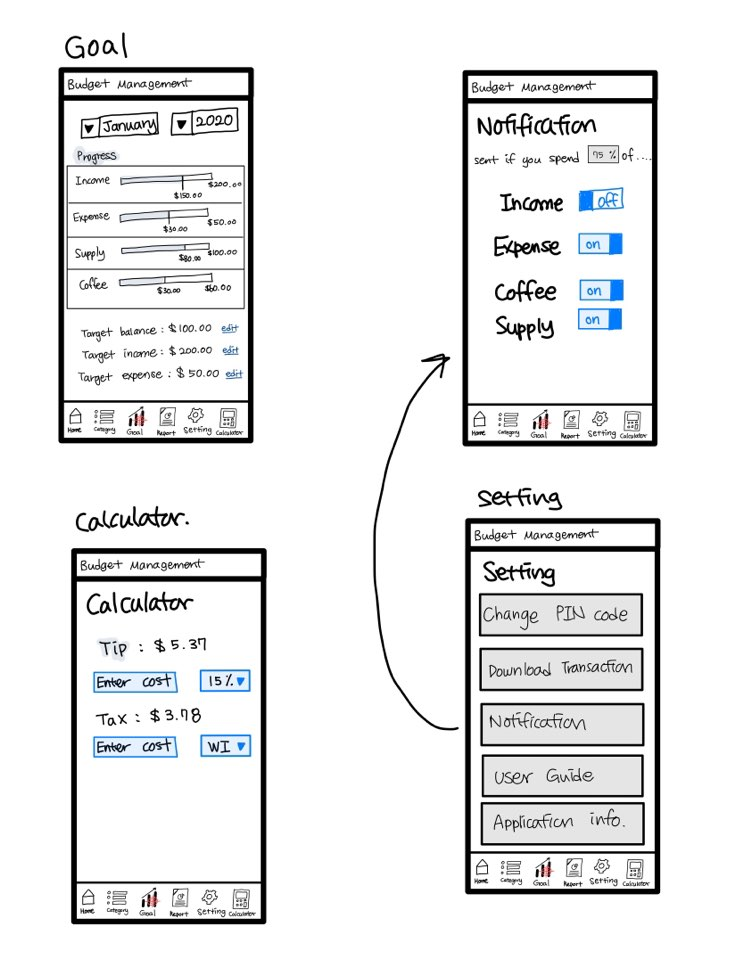 Goal
Budget Management
▼ January ▼ 2020
Progress
Income $200.00
$150.00
Expense $50.00
$30.00
Supply $100.00
$80.00
Coffee $60.00
$30.00
Target balance : $100.00 edit
Target income : $200.00 edit
Target expense : $50.00 edit
Home Category Goal Report Setting Calculator
Budget Management
Notification
sent if you spend 75 % of....
Income off
Expense on
Coffee on
Supply on
Home Category Goal Report Setting Calculator
Calculator.
Budget Management
Calculator
Tip : $5.37
Enter cost 15% ▼
Tax : $3.78
Enter cost WI ▼
Home Category Goal Report Setting Calculator
Setting
Budget Management
Setting
Change PIN code
Download Transaction
Notification
User Guide
Application info.
Home Category Goal Report Setting Calculator